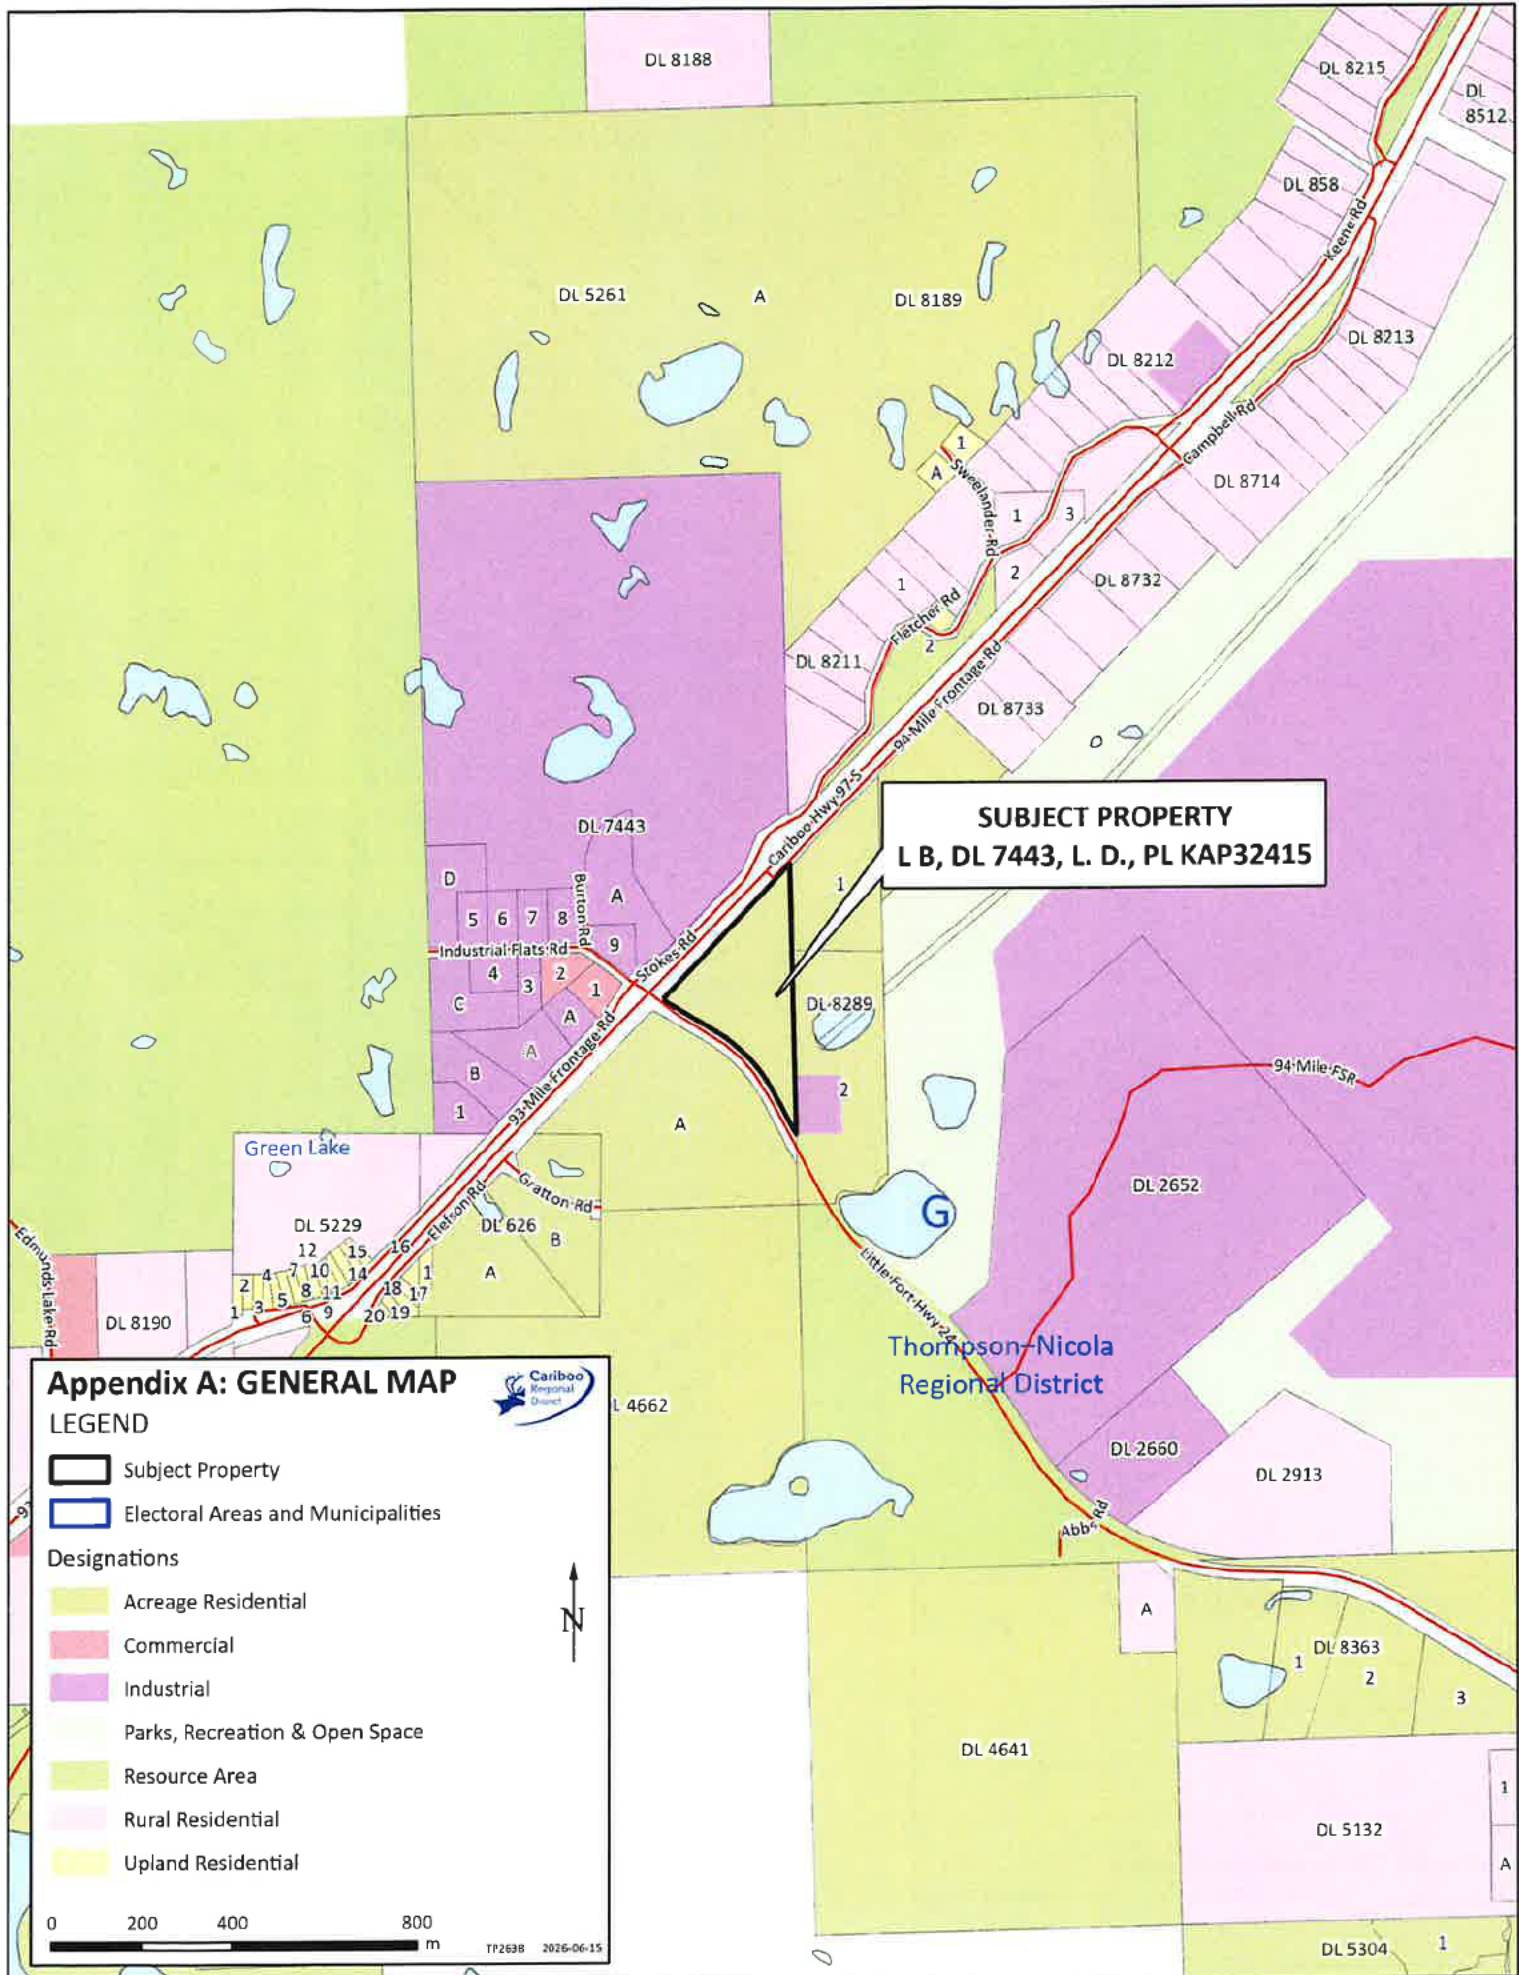 DL 8188
DL 8215
DL
8512
DL 858
Keene Rd
DL 5261
A
DL 8189
DL 8213
DL 8212
Campbell Rd
1
A
Sweelander Rd
DL 8714
1
3
2
DL 8732
1
Fletcher Rd
2
DL 8211
94 Mile Frontage Rd
DL 8733
Cariboo Hwy 97 S
SUBJECT PROPERTY
L B, DL 7443, L. D., PL KAP32415
DL 7443
D
Burton Rd
A
1
5
6
7
8
9
Industrial Flats Rd
Stokes Rd
4
3
2
1
C
A
DL 8289
A
B
93 Mile Frontage Rd
94 Mile FSR
1
2
A
Green Lake
DL 2652
Gratton Rd
G
Eletson Rd
DL 5229
DL 626
B
Edmunds Lake Rd
12
15
16
4
7
10
14
A
1
2
5
8
11
18
17
1
3
6
9
20
19
DL 8190
Little Fort Hwy 24
Thompson-Nicola
Regional District
Appendix A: GENERAL MAP
Cariboo
Regional
District
LEGEND
L 4662
DL 2660
DL 2913
Subject Property
Electoral Areas and Municipalities
Abbs Rd
Designations
Acreage Residential
Commercial
Industrial
Parks, Recreation & Open Space
Resource Area
Rural Residential
Upland Residential
N
A
DL 8363
1
2
3
DL 4641
1
DL 5132
A
0 200 400 800
m
TP263B 2026-06-15
DL 5304
1